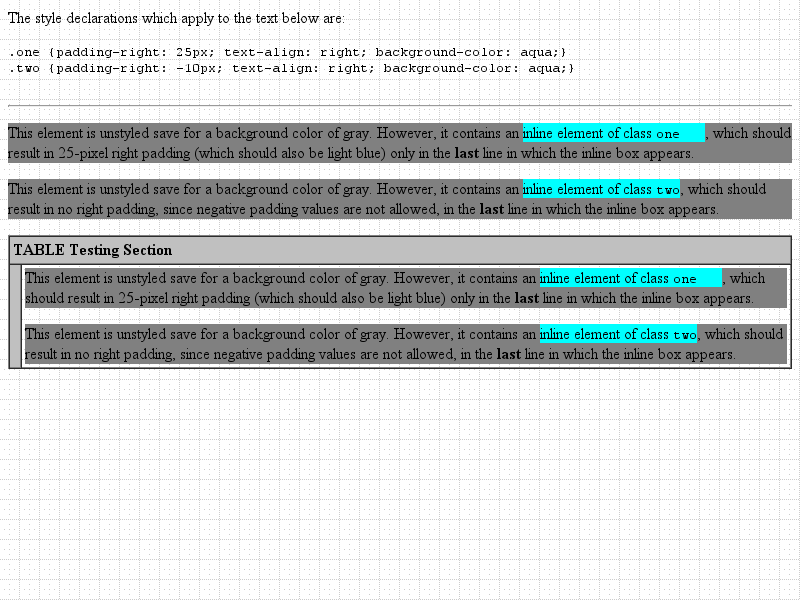 The style declarations which apply to the text below are:
.one {padding-right: 25px; text-align: right; background-color: aqua;}
.two {padding-right: -10px; text-align: right; background-color: aqua;}
This element is unstyled save for a background color of gray. However, it contains an inline element of class one, which should
result in 25-pixel right padding (which should also be light blue) only in the last line in which the inline box appears.
This element is unstyled save for a background color of gray. However, it contains an inline element of class two, which should
result in no right padding, since negative padding values are not allowed, in the last line in which the inline box appears.
TABLE Testing Section
This element is unstyled save for a background color of gray. However, it contains an inline element of class one, which
should result in 25-pixel right padding (which should also be light blue) only in the last line in which the inline box appears.
This element is unstyled save for a background color of gray. However, it contains an inline element of class two, which should
result in no right padding, since negative padding values are not allowed, in the last line in which the inline box appears.